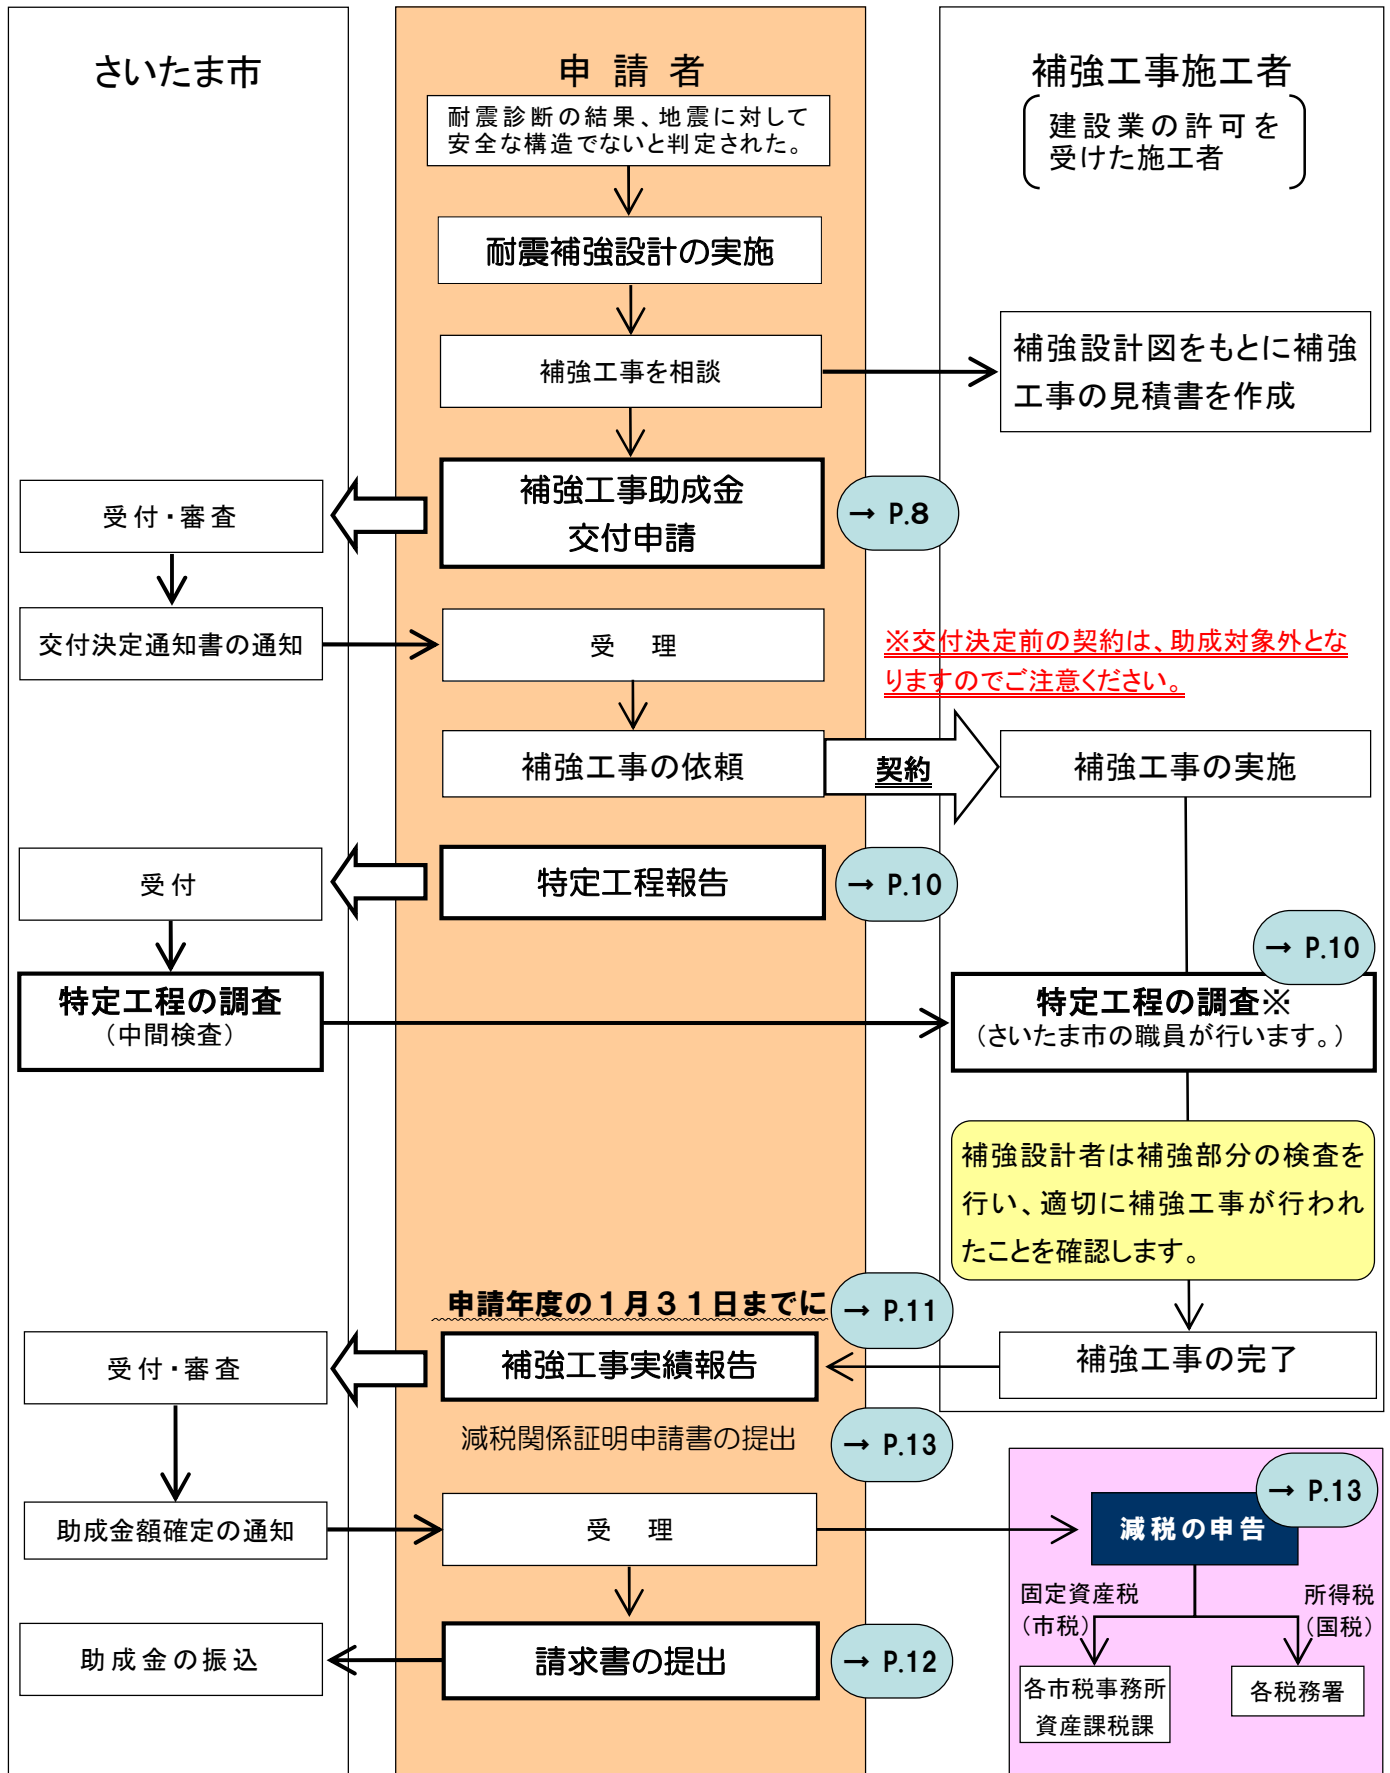 さいたま市
申請者
補強工事施工者
建設業の許可を
受けた施工者
耐震診断の結果、地震に対して
安全な構造でないと判定された。
耐震補強設計の実施
補強工事を相談
補強設計図をもとに補強
工事の見積書を作成
補強工事助成金
交付申請
→ P.8
受付・審査
交付決定通知書の通知
受　理
※交付決定前の契約は、助成対象外とな
りますのでご注意ください。
補強工事の依頼
契約
補強工事の実施
特定工程報告
→ P.10
受付
特定工程の調査
（中間検査）
→ P.10
特定工程の調査※
（さいたま市の職員が行います。）
補強設計者は補強部分の検査を
行い、適切に補強工事が行われ
たことを確認します。
申請年度の１月３１日までに
→ P.11
補強工事実績報告
補強工事の完了
受付・審査
減税関係証明申請書の提出
→ P.13
助成金額確定の通知
受　理
→ P.13
減税の申告
固定資産税
（市税）
所得税
（国税）
各市税事務所
資産課税課
各税務署
請求書の提出
→ P.12
助成金の振込